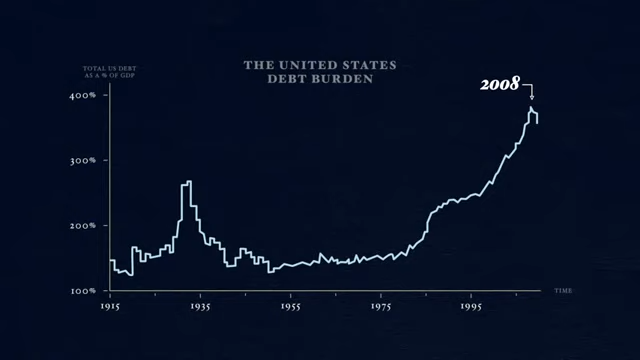 THE UNITED STATES
DEBT BURDEN
TOTAL US DEBT
AS A % OF GDP
2008
400%
300%
200%
100%
1915
1935
1955
1975
1995
TIME